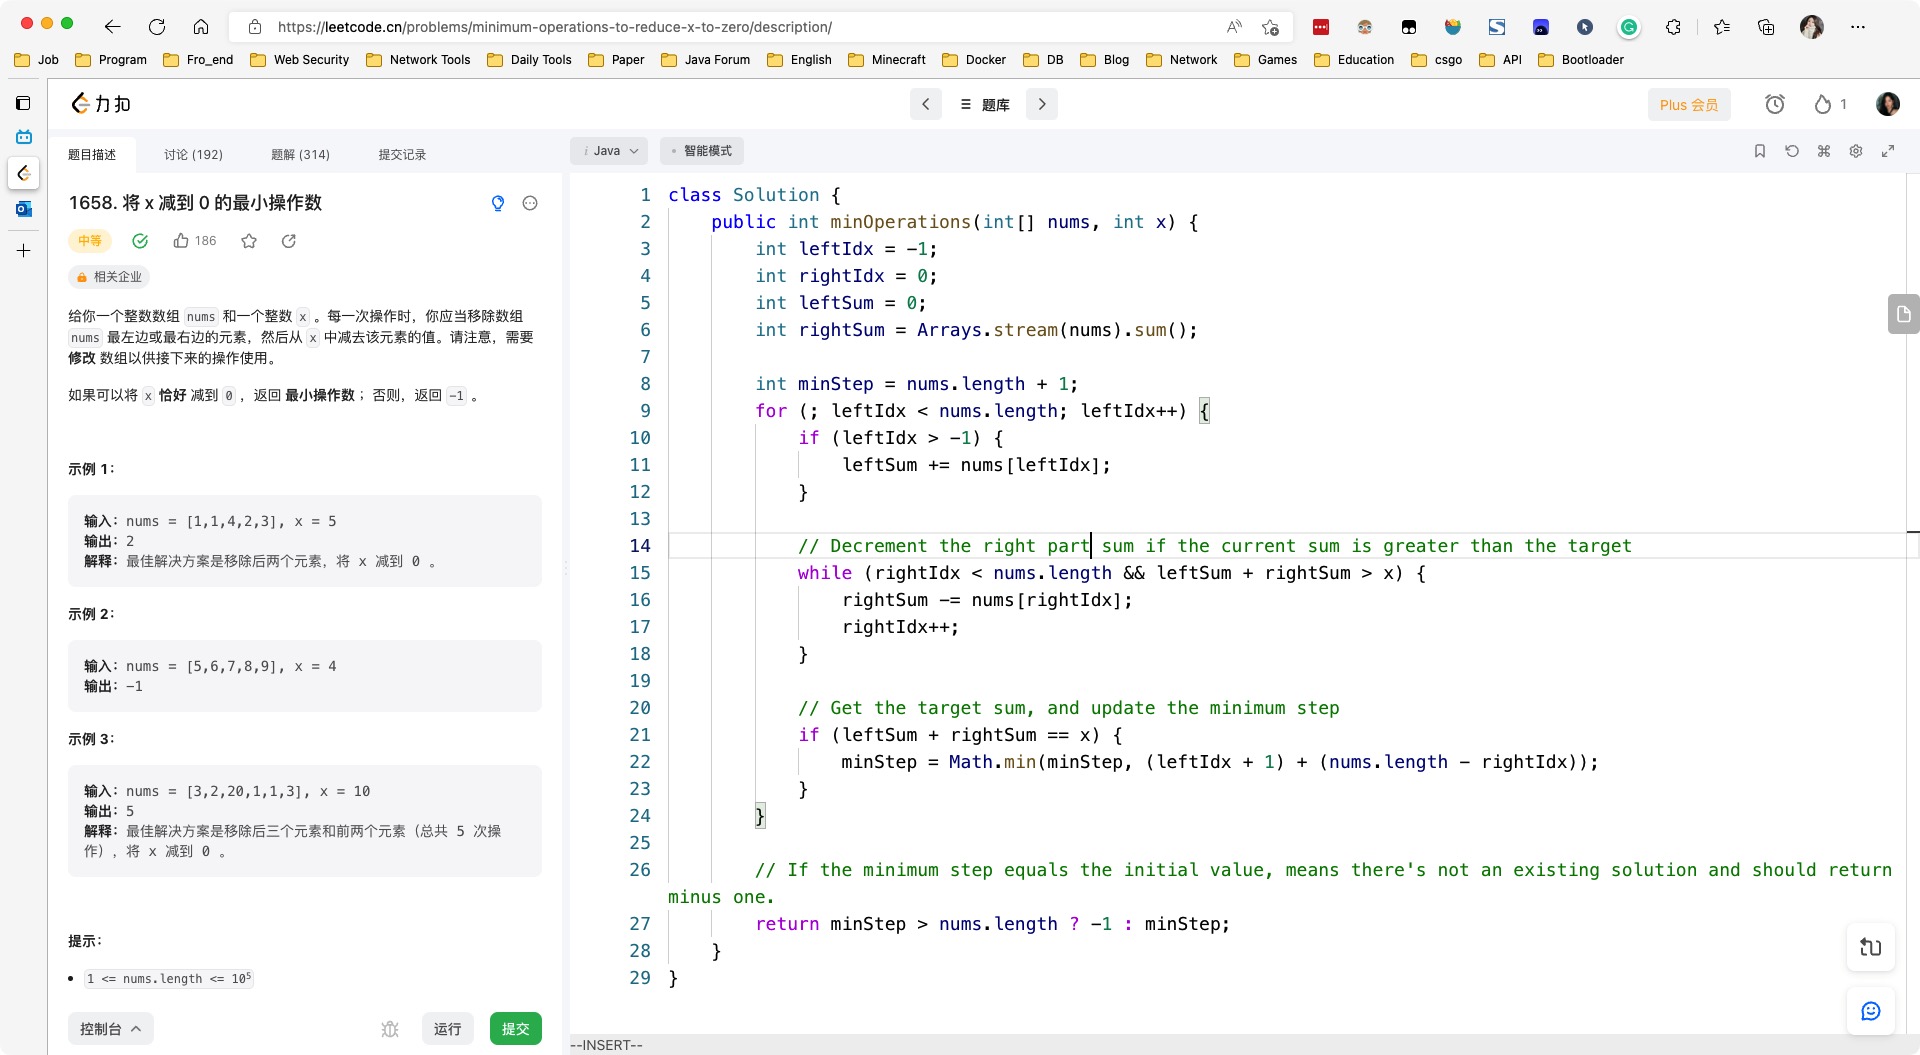 https://leetcode.cn/problems/minimum-operations-to-reduce-x-to-zero/description/
Job Program Fro_end Web Security Network Tools Daily Tools Paper Java Forum English Minecraft Docker DB Blog Network Games Education csgo API Bootloader
力扣 题库 Plus 会员 1
题目描述 讨论 (192) 题解 (314) 提交记录
i Java 智能模式
1658. 将 x 减到 0 的最小操作数
中等 186
相关企业
给你一个整数数组 nums 和一个整数 x 。每一次操作时，你应当移除数组
nums 最左边或最右边的元素，然后从 x 中减去该元素的值。请注意，需要
修改 数组以供接下来的操作使用。
如果可以将 x 恰好 减到 0 ，返回 最小操作数 ；否则，返回 -1 。
示例 1：
输入：nums = [1,1,4,2,3], x = 5
输出：2
解释：最佳解决方案是移除后两个元素，将 x 减到 0 。
示例 2：
输入：nums = [5,6,7,8,9], x = 4
输出：-1
示例 3：
输入：nums = [3,2,20,1,1,3], x = 10
输出：5
解释：最佳解决方案是移除后三个元素和前两个元素（总共 5 次操
作），将 x 减到 0 。
提示：
• 1 <= nums.length <= 10⁵
控制台 运行 提交
1 class Solution {
2 public int minOperations(int[] nums, int x) {
3 int leftIdx = -1;
4 int rightIdx = 0;
5 int leftSum = 0;
6 int rightSum = Arrays.stream(nums).sum();
7
8 int minStep = nums.length + 1;
9 for (; leftIdx < nums.length; leftIdx++) {
10 if (leftIdx > -1) {
11 leftSum += nums[leftIdx];
12 }
13
14 // Decrement the right part sum if the current sum is greater than the target
15 while (rightIdx < nums.length && leftSum + rightSum > x) {
16 rightSum -= nums[rightIdx];
17 rightIdx++;
18 }
19
20 // Get the target sum, and update the minimum step
21 if (leftSum + rightSum == x) {
22 minStep = Math.min(minStep, (leftIdx + 1) + (nums.length - rightIdx));
23 }
24 }
25
26 // If the minimum step equals the initial value, means there's not an existing solution and should return
minus one.
27 return minStep > nums.length ? -1 : minStep;
28 }
29 }
--INSERT--